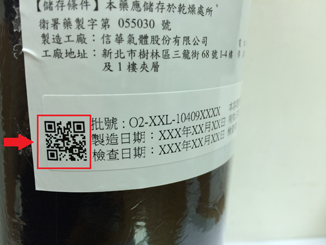 【儲存條件】本藥應儲存於乾燥處所
衛署藥製字第 055030 號
製造工廠：信華氣體股份有限公司
工廠地址：新北市樹林區三龍街 68 號 1-4 樓
及 1 樓夾層
批號：O2-XXL-10409XXXX
製造日期：XXX年XX月XX日
檢查日期：XXX年XX月XX日